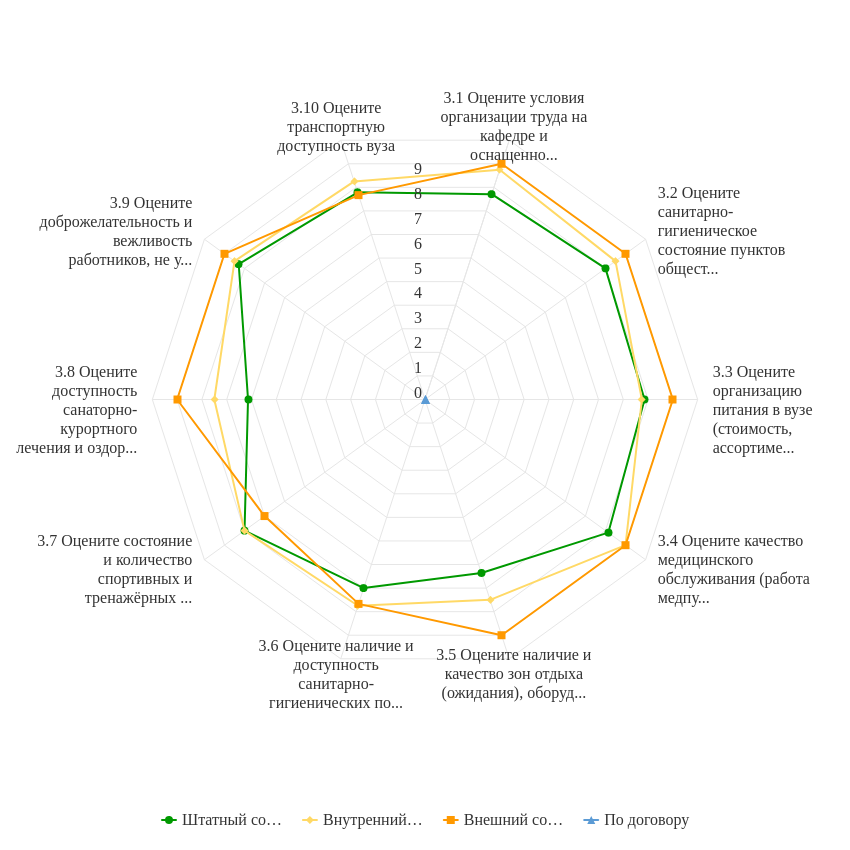 3.1 Оцените условия
организации труда на
кафедре и
оснащенно...
3.2 Оцените
санитарно-
гигиеническое
состояние пунктов
общест...
3.3 Оцените
организацию
питания в вузе
(стоимость,
ассортиме...
3.4 Оцените качество
медицинского
обслуживания (работа
медпу...
3.5 Оцените наличие и
качество зон отдыха
(ожидания), оборуд...
3.6 Оцените наличие и
доступность
санитарно-
гигиенических по...
3.7 Оцените состояние
и количество
спортивных и
тренажёрных ...
3.8 Оцените
доступность
санаторно-
курортного
лечения и оздор...
3.9 Оцените
доброжелательность и
вежливость
работников, не у...
3.10 Оцените
транспортную
доступность вуза
9
8
7
6
5
4
3
2
1
0
Штатный со…
Внутренний…
Внешний со…
По договору